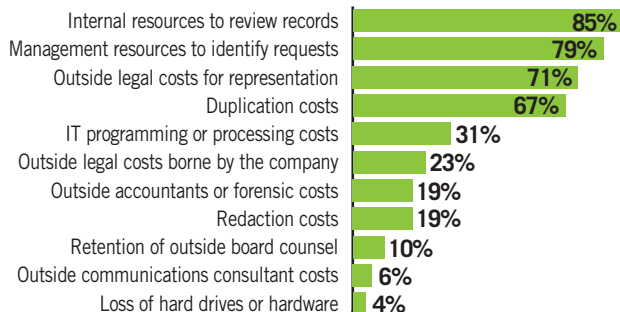 Internal resources to review records 85%
Management resources to identify requests 79%
Outside legal costs for representation 71%
Duplication costs 67%
IT programming or processing costs 31%
Outside legal costs borne by the company 23%
Outside accountants or forensic costs 19%
Redaction costs 19%
Retention of outside board counsel 10%
Outside communications consultant costs 6%
Loss of hard drives or hardware 4%